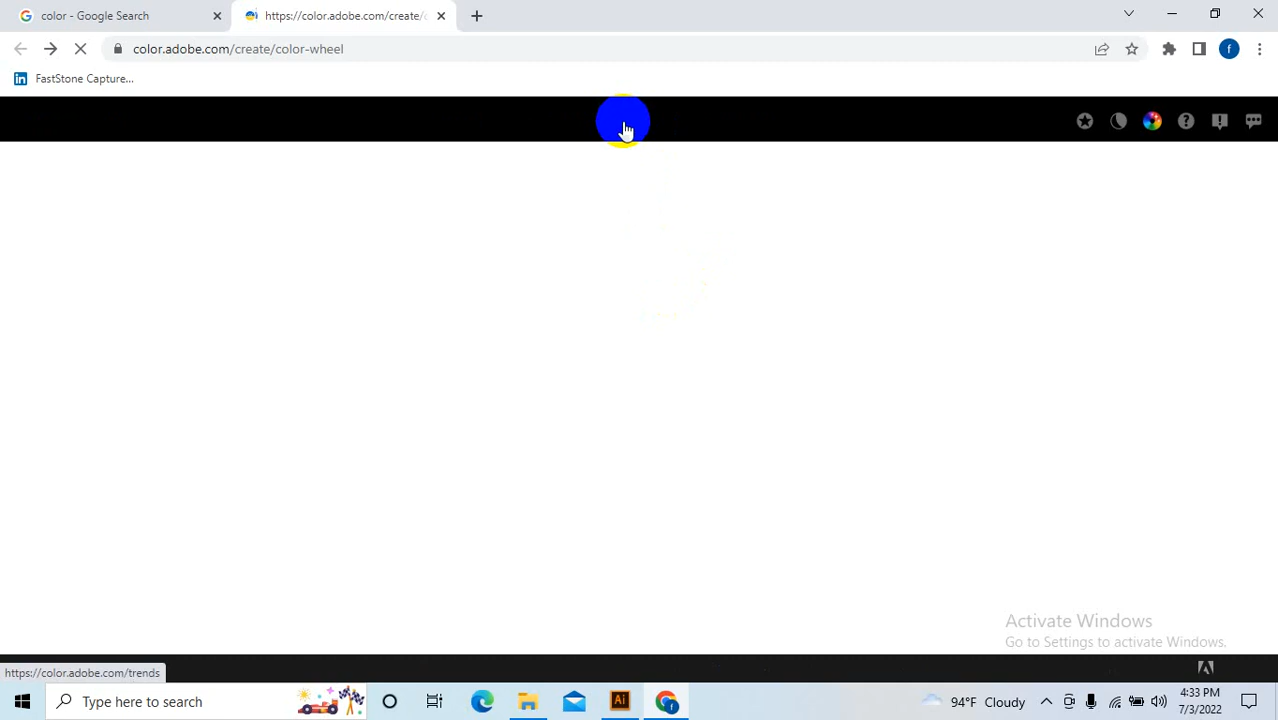 color - Google Search
https://color.adobe.com/create/c
color.adobe.com/create/color-wheel
f
in FastStone Capture...
Activate Windows
Go to Settings to activate Windows.
https://color.adobe.com/trends
Type here to search
Ai
f
94°F Cloudy
4:33 PM
7/3/2022